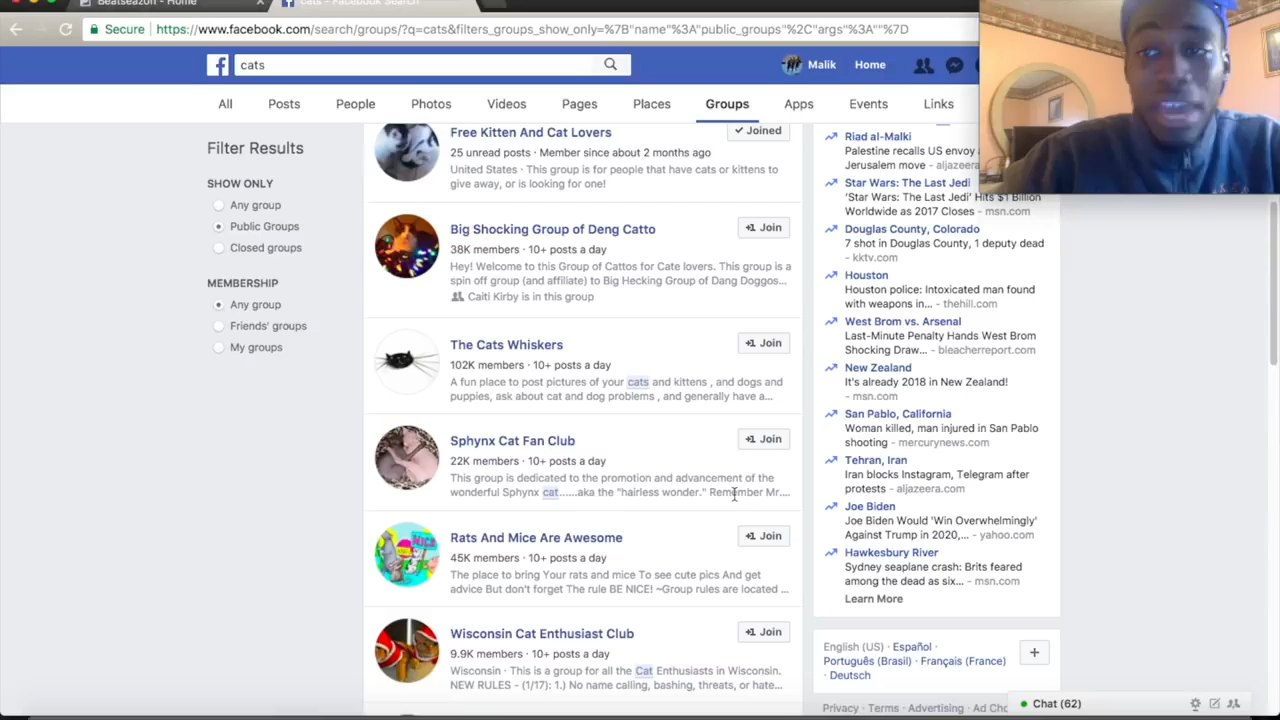 Beatseazon - Home
cats - Facebook Search
Secure https://www.facebook.com/search/groups/?q=cats&filters_groups_show_only=%7B"name"%3A"public_groups"%2C"args"%3A""%7D
cats
Malik Home
All Posts People Photos Videos Pages Places Groups Apps Events Links
Filter Results
SHOW ONLY
Any group
Public Groups
Closed groups
MEMBERSHIP
Any group
Friends' groups
My groups
Free Kitten And Cat Lovers
Joined
25 unread posts · Member since about 2 months ago
United States · This group is for people that have cats or kittens to
give away, or is looking for one!
Big Shocking Group of Deng Catto
+1 Join
38K members · 10+ posts a day
Hey! Welcome to this Group of Cattos for Cate lovers. This group is a
spin off group (and affiliate) to Big Hecking Group of Dang Doggos...
Caiti Kirby is in this group
The Cats Whiskers
+1 Join
102K members · 10+ posts a day
A fun place to post pictures of your cats and kittens , and dogs and
puppies, ask about cat and dog problems , and generally have a...
Sphynx Cat Fan Club
+1 Join
22K members · 10+ posts a day
This group is dedicated to the promotion and advancement of the
wonderful Sphynx cat......aka the "hairless wonder." Remember Mr....
Rats And Mice Are Awesome
+1 Join
45K members · 10+ posts a day
The place to bring Your rats and mice To see cute pics And get
advice But don't forget The rule BE NICE! ~Group rules are located ...
Wisconsin Cat Enthusiast Club
+1 Join
9.9K members · 10+ posts a day
Wisconsin · This is a group for all the Cat Enthusiasts in Wisconsin.
NEW RULES - (1/17): 1.) No name calling, bashing, threats, or hate...
Riad al-Malki
Palestine recalls US envoy
Jerusalem move - aljazeera
Star Wars: The Last Jedi
'Star Wars: The Last Jedi' Hits $1 Billion
Worldwide as 2017 Closes - msn.com
Douglas County, Colorado
7 shot in Douglas County, 1 deputy dead
- kktv.com
Houston
Houston police: Intoxicated man found
with weapons in... - thehill.com
West Brom vs. Arsenal
Last-Minute Penalty Hands West Brom
Shocking Draw... - bleacherreport.com
New Zealand
It's already 2018 in New Zealand!
- msn.com
San Pablo, California
Woman killed, man injured in San Pablo
shooting - mercurynews.com
Tehran, Iran
Iran blocks Instagram, Telegram after
protests - aljazeera.com
Joe Biden
Joe Biden Would 'Win Overwhelmingly'
Against Trump in 2020,... - yahoo.com
Hawkesbury River
Sydney seaplane crash: Brits feared
among the dead as six... - msn.com
Learn More
English (US) · Español ·
Português (Brasil) · Français (France) ·
Deutsch
+
Privacy · Terms · Advertising · Ad Cho
Chat (62)